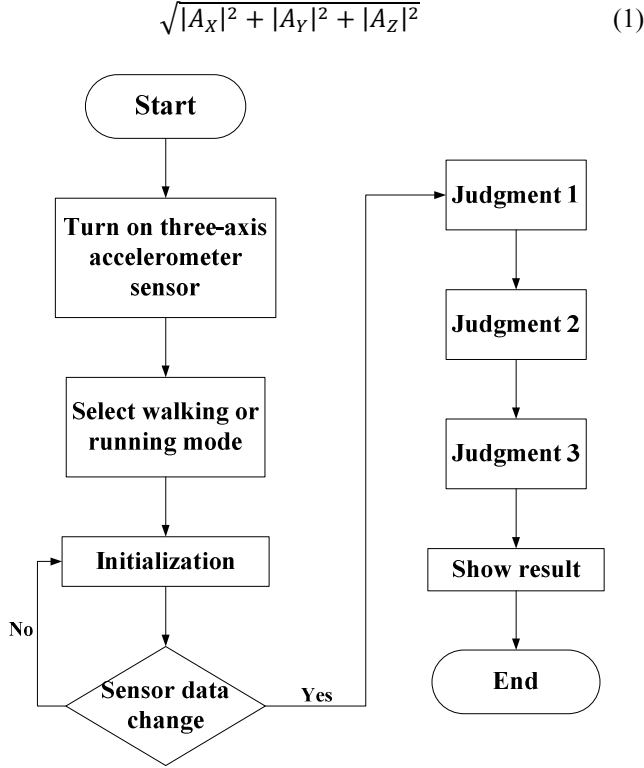 √|A_X|² + |A_Y|² + |A_Z|² (1)
Start
Turn on three-axis
accelerometer
sensor
Select walking or
running mode
Initialization
No
Sensor data
change
Yes
Judgment 1
Judgment 2
Judgment 3
Show result
End